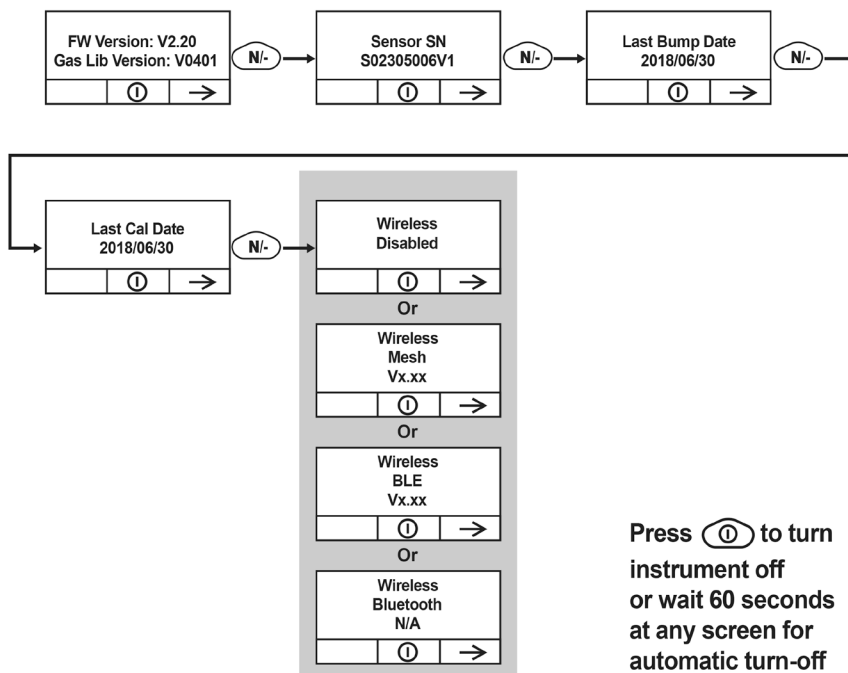 FW Version: V2.20
Gas Lib Version: V0401
N/-
Sensor SN
S02305006V1
N/-
Last Bump Date
2018/06/30
N/-
Last Cal Date
2018/06/30
N/-
Wireless
Disabled
Or
Wireless
Mesh
Vx.xx
Or
Wireless
BLE
Vx.xx
Or
Wireless
Bluetooth
N/A
Press to turn
instrument off
or wait 60 seconds
at any screen for
automatic turn-off